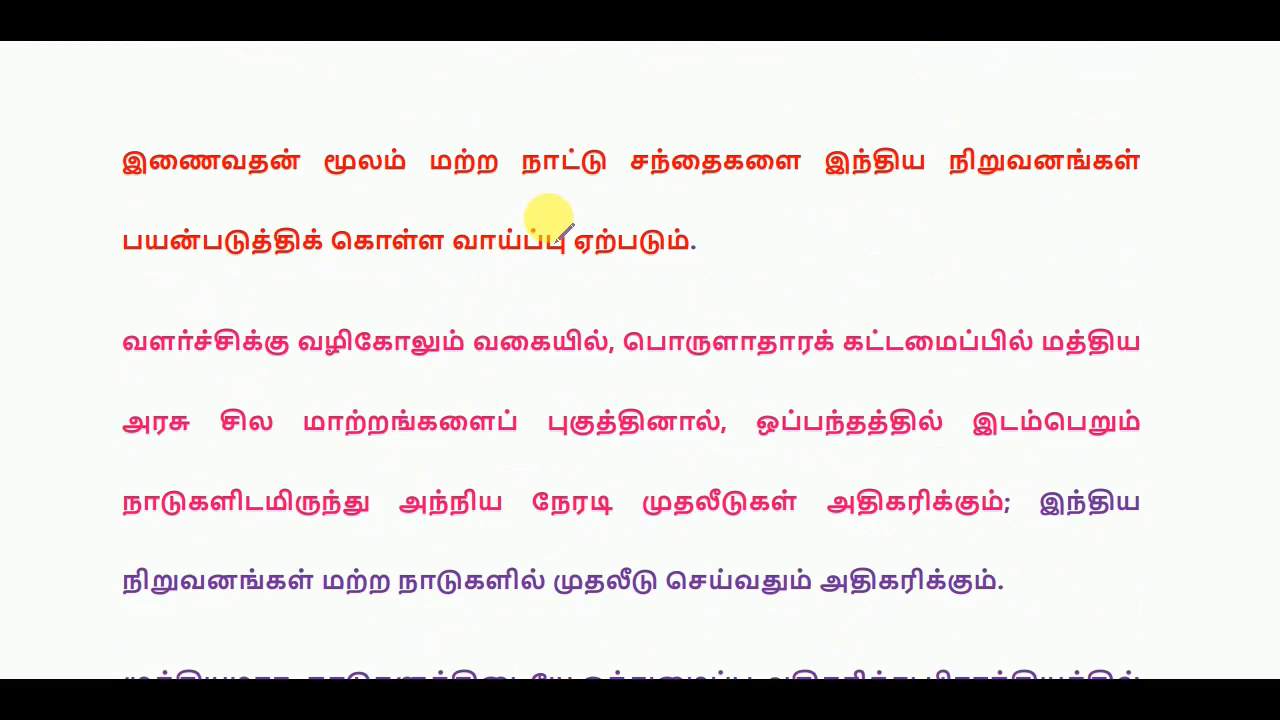 இணைவதன் மூலம் மற்ற நாட்டு சந்தைகளை இந்திய நிறுவனங்கள்
பயன்படுத்திக் கொள்ள வாய்ப்பு ஏற்படும்.
வளர்ச்சிக்கு வழிகோலும் வகையில், பொருளாதாரக் கட்டமைப்பில் மத்திய
அரசு சில மாற்றங்களைப் புகுத்தினால், ஒப்பந்தத்தில் இடம்பெறும்
நாடுகளிடமிருந்து அந்நிய நேரடி முதலீடுகள் அதிகரிக்கும்; இந்திய
நிறுவனங்கள் மற்ற நாடுகளில் முதலீடு செய்வதும் அதிகரிக்கும்.